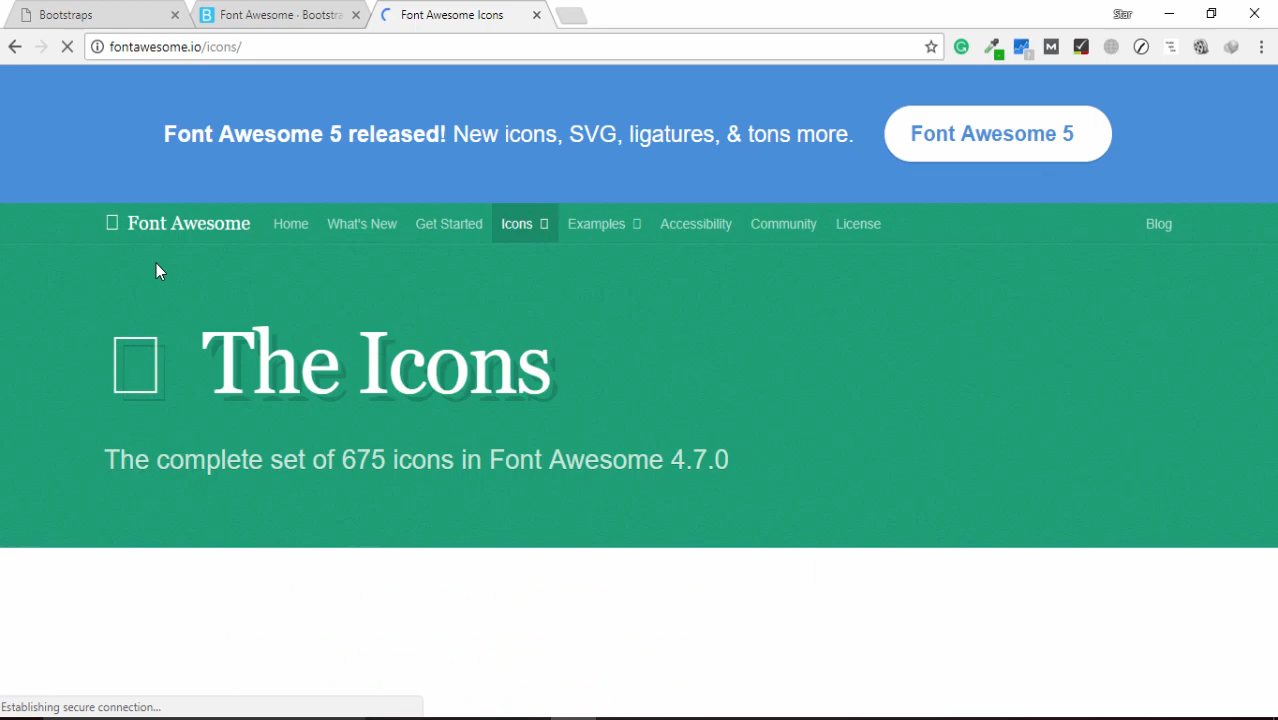 Bootstraps
Font Awesome · Bootstra
Font Awesome Icons
Star
fontawesome.io/icons/
Font Awesome 5 released! New icons, SVG, ligatures, & tons more.
Font Awesome 5
Font Awesome
Home
What's New
Get Started
Icons
Examples
Accessibility
Community
License
Blog
The Icons
The complete set of 675 icons in Font Awesome 4.7.0
Establishing secure connection...